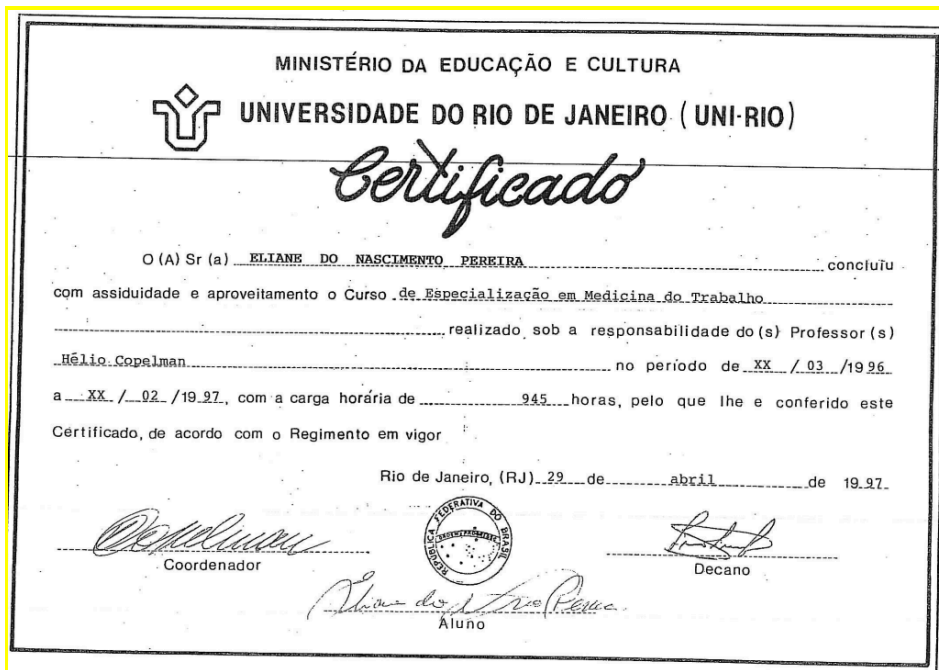 MINISTÉRIO DA EDUCAÇÃO E CULTURA
UNIVERSIDADE DO RIO DE JANEIRO (UNI-RIO)
Certificado
O (A) Sr (a) ELIANE DO NASCIMENTO PEREIRA concluiu
com assiduidade e aproveitamento o Curso de Especialização em Medicina do Trabalho
realizado sob a responsabilidade do (s) Professor (s)
Hélio Copelman no período de XX / 03 /1996
a XX / 02 /1997, com a carga horária de 945 horas, pelo que lhe e conferido este
Certificado, de acordo com o Regimento em vigor
Rio de Janeiro, (RJ) 29 de abril de 1997
REPÚBLICA FEDERATIVA DO BRASIL
ORDEM E PROGRESSO
Coordenador
Decano
Aluno